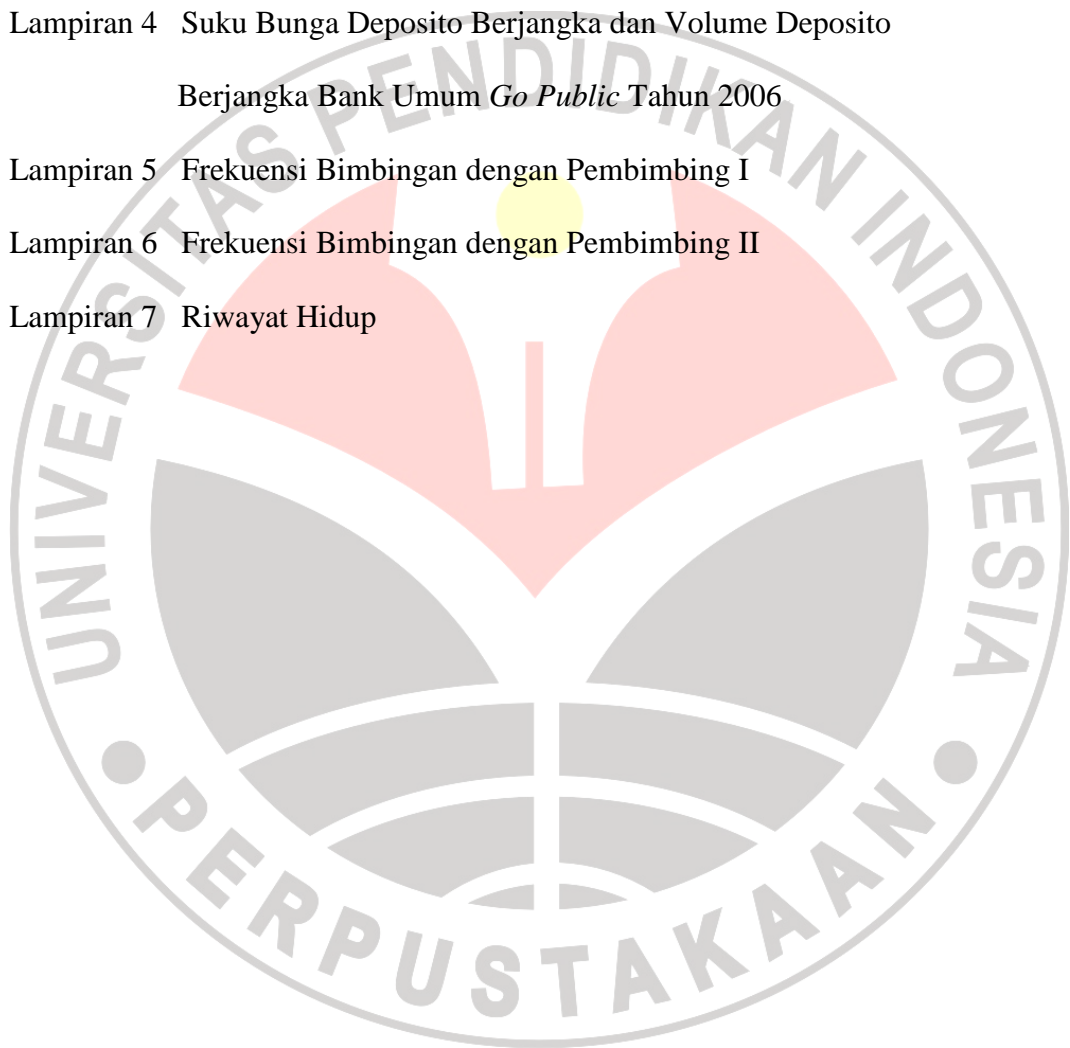 Lampiran 4 Suku Bunga Deposito Berjangka dan Volume Deposito
Berjangka Bank Umum Go Public Tahun 2006
Lampiran 5 Frekuensi Bimbingan dengan Pembimbing I
Lampiran 6 Frekuensi Bimbingan dengan Pembimbing II
Lampiran 7 Riwayat Hidup
UNIVERSITAS PENDIDIKAN INDONESIA
PERPUSTAKAAN